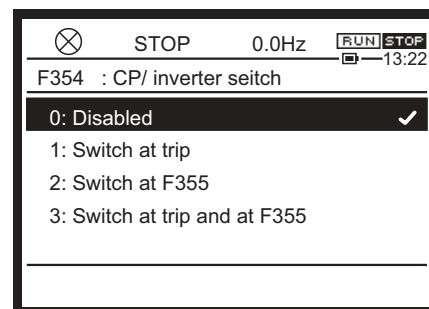 STOP 0.0Hz RUN STOP
13:22
F354 : CP/ inverter seitch
0: Disabled
1: Switch at trip
2: Switch at F355
3: Switch at trip and at F355